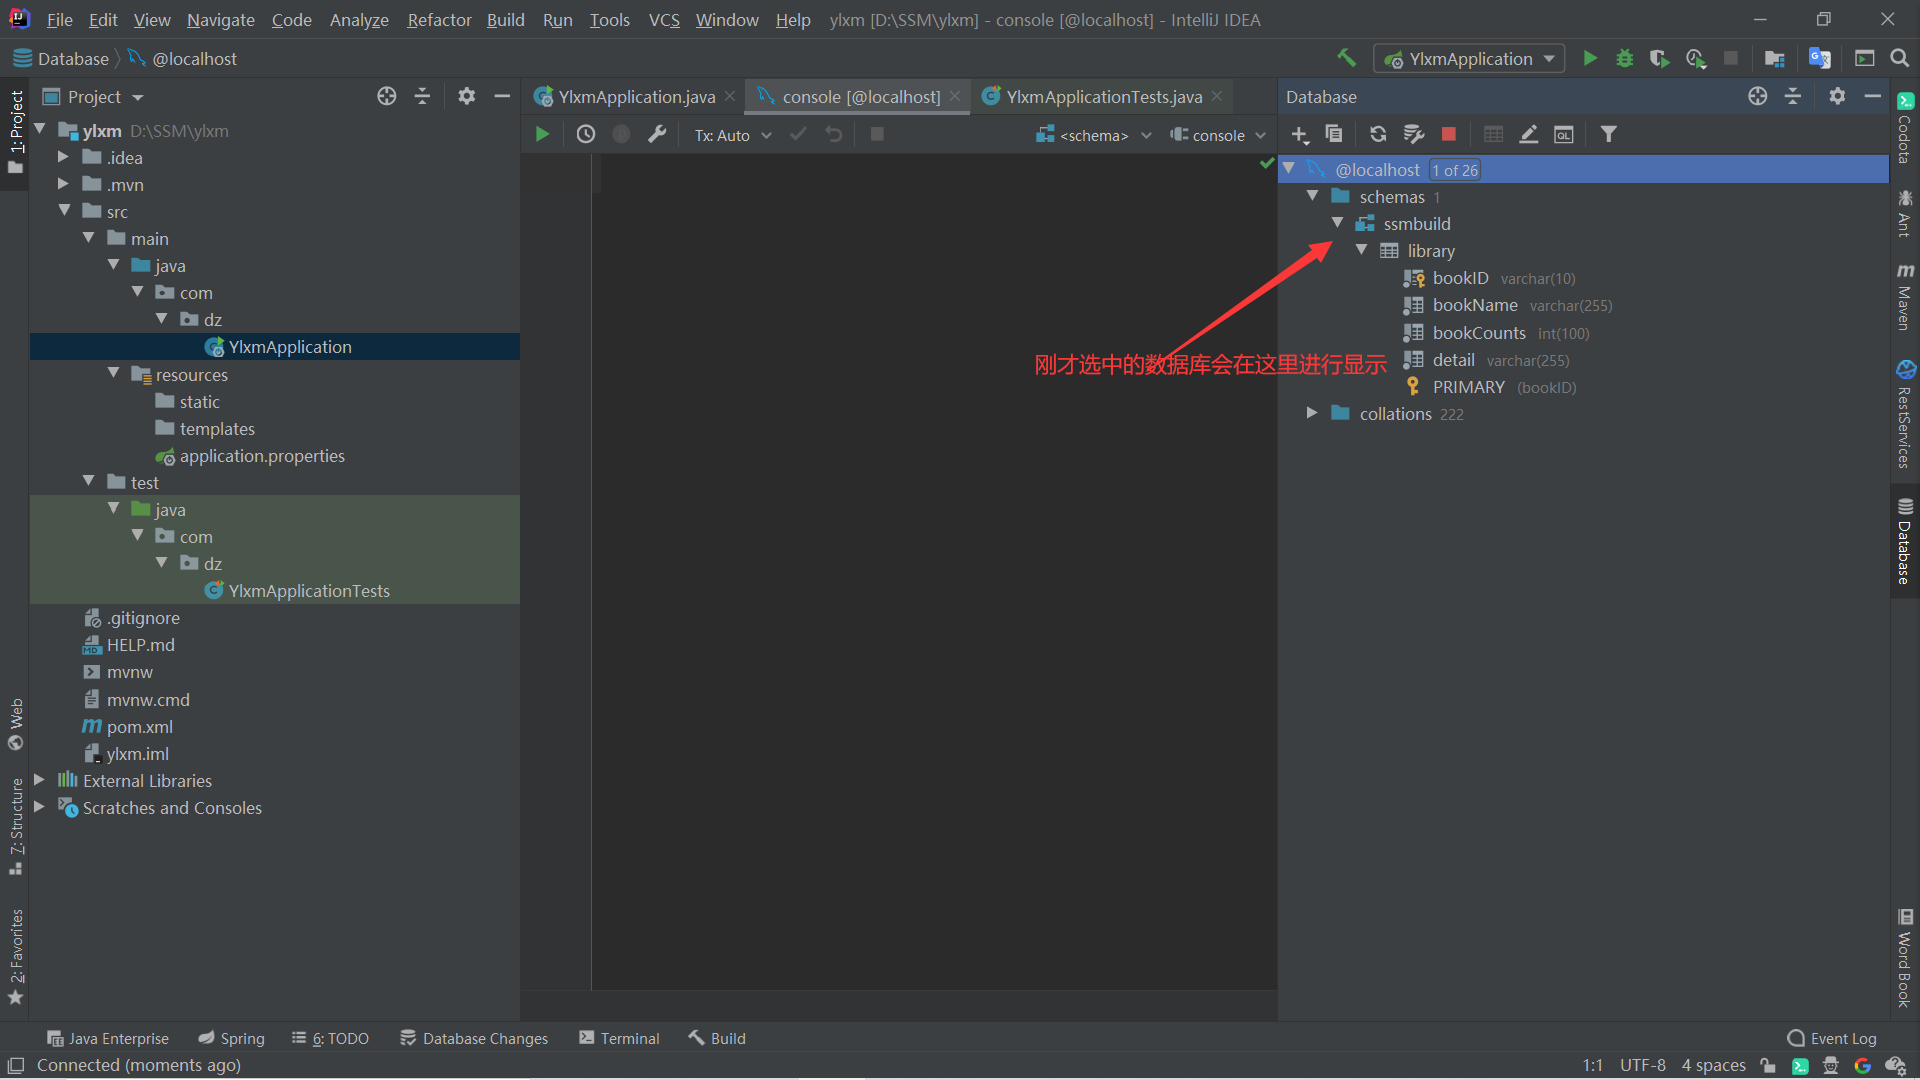 File Edit View Navigate Code Analyze Refactor Build Run Tools VCS Window Help ylxm [D:\SSM\ylxm] - console [@localhost] - IntelliJ IDEA
Database @localhost
YlxmApplication
1: Project
Web
Z: Structure
2: Favorites
Project
ylxm D:\SSM\ylxm
.idea
.mvn
src
main
java
com
dz
YlxmApplication
resources
static
templates
application.properties
test
java
com
dz
YlxmApplicationTests
.gitignore
HELP.md
mvnw
mvnw.cmd
pom.xml
ylxm.iml
External Libraries
Scratches and Consoles
YlxmApplication.java console [@localhost] YlxmApplicationTests.java
Tx: Auto <schema> console
刚才选中的数据库会在这里进行显示
Database
@localhost 1 of 26
schemas 1
ssmbuild
library
bookID varchar(10)
bookName varchar(255)
bookCounts int(100)
detail varchar(255)
PRIMARY (bookID)
collations 222
Codota
Ant
Maven
RestServices
Database
Word Book
Java Enterprise Spring 6: TODO Database Changes Terminal Build Event Log
Connected (moments ago) 1:1 UTF-8 4 spaces